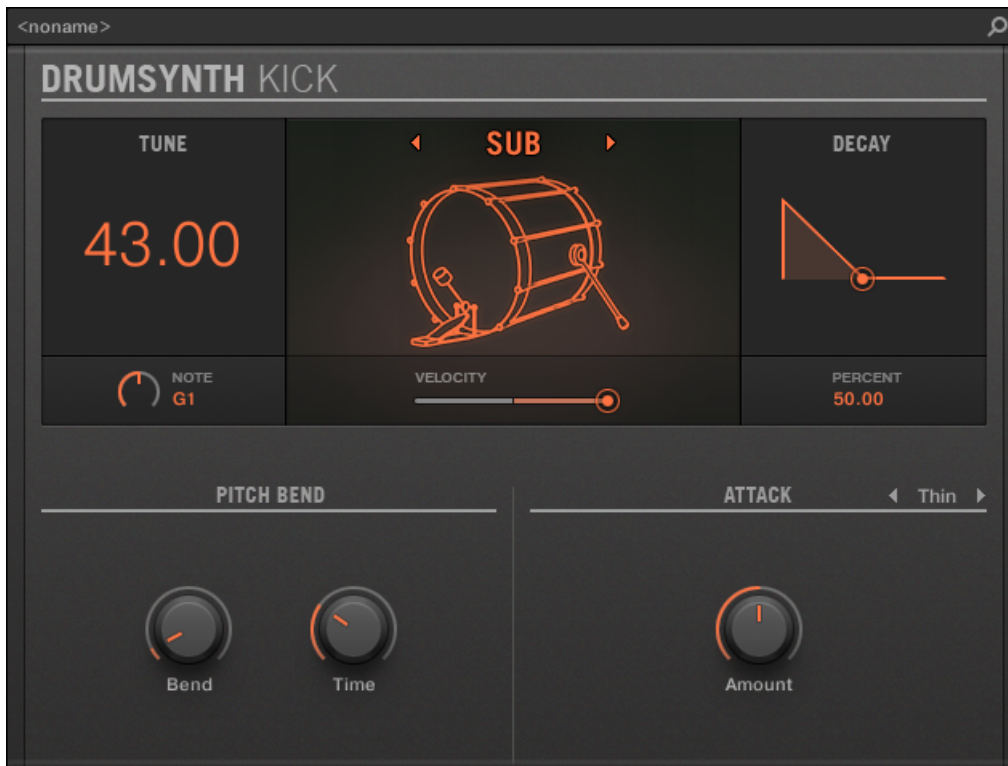 <noname>
DRUMSYNTH KICK
TUNE
SUB
DECAY
43.00
NOTE
G1
VELOCITY
PERCENT
50.00
PITCH BEND
ATTACK
Thin
Bend
Time
Amount